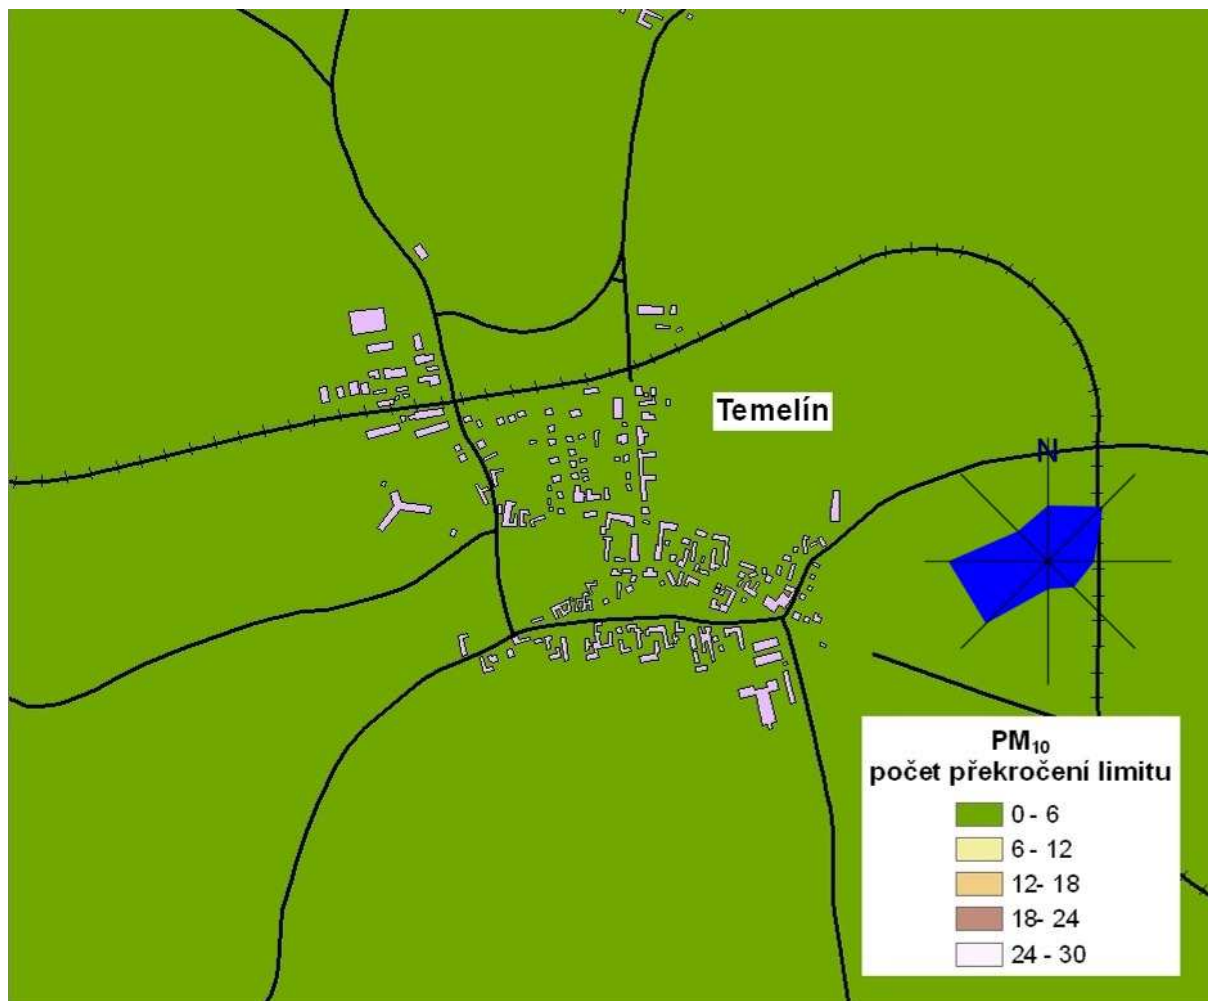 Temelín
N
PM₁₀
počet překročení limitu
0 - 6
6 - 12
12- 18
18- 24
24 - 30